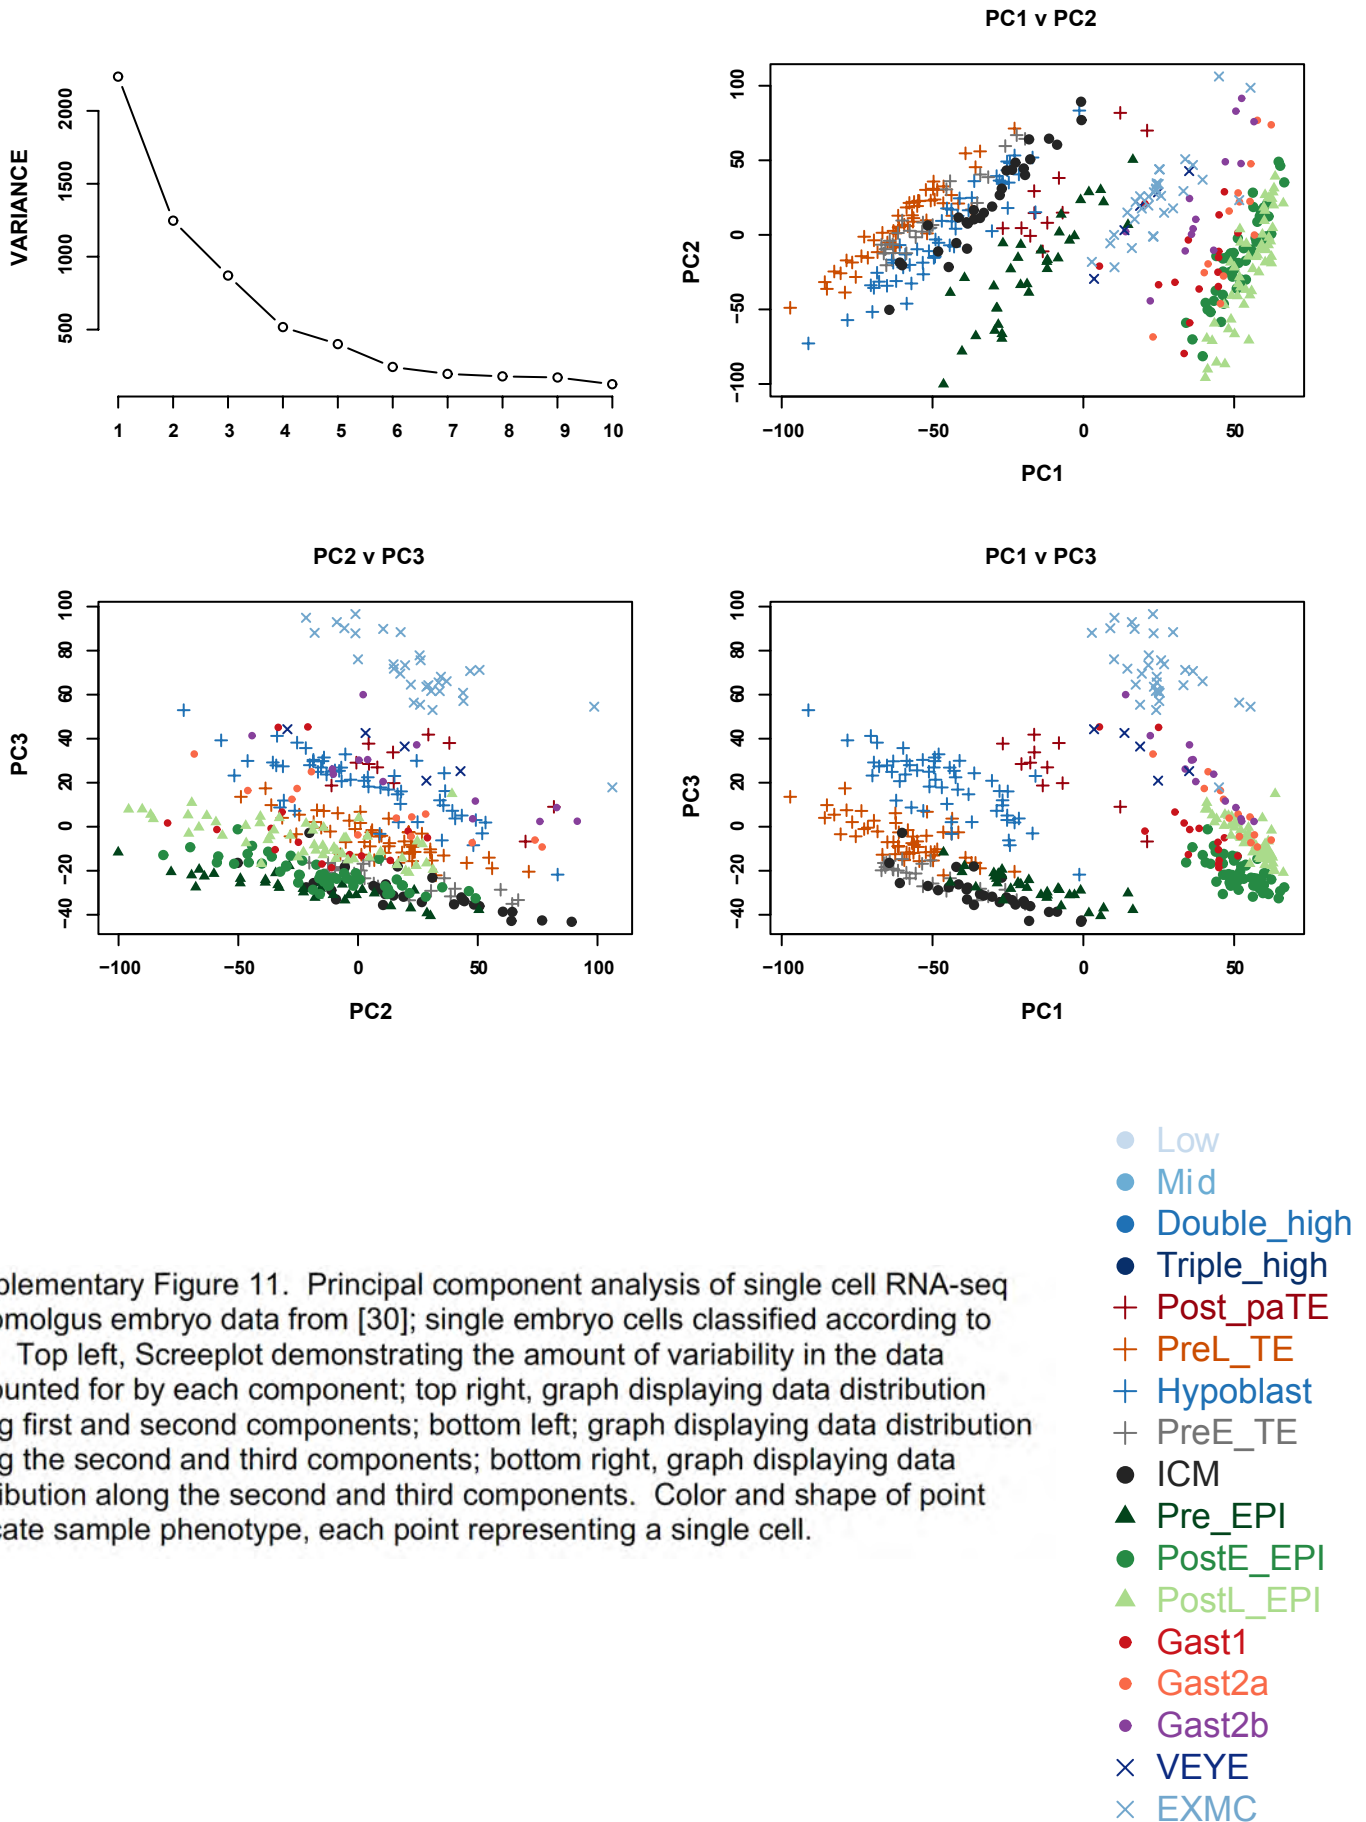 PC1 v PC2
VARIANCE
2000
1500
1000
500
1 2 3 4 5 6 7 8 9 10
PC2
100
50
0
−50
−100
−100 −50 0 50
PC1
PC2 v PC3
PC3
100
80
60
40
20
0
−20
−40
−100 −50 0 50 100
PC2
PC1 v PC3
PC3
100
80
60
40
20
0
−20
−40
−100 −50 0 50
PC1
plementary Figure 11. Principal component analysis of single cell RNA-seq
omolgus embryo data from [30]; single embryo cells classified according to
Top left, Screeplot demonstrating the amount of variability in the data
unted for by each component; top right, graph displaying data distribution
g first and second components; bottom left; graph displaying data distribution
g the second and third components; bottom right, graph displaying data
ibution along the second and third components. Color and shape of point
cate sample phenotype, each point representing a single cell.
Low
Mid
Double_high
Triple_high
Post_paTE
PreL_TE
Hypoblast
PreE_TE
ICM
Pre_EPI
PostE_EPI
PostL_EPI
Gast1
Gast2a
Gast2b
VEYE
EXMC